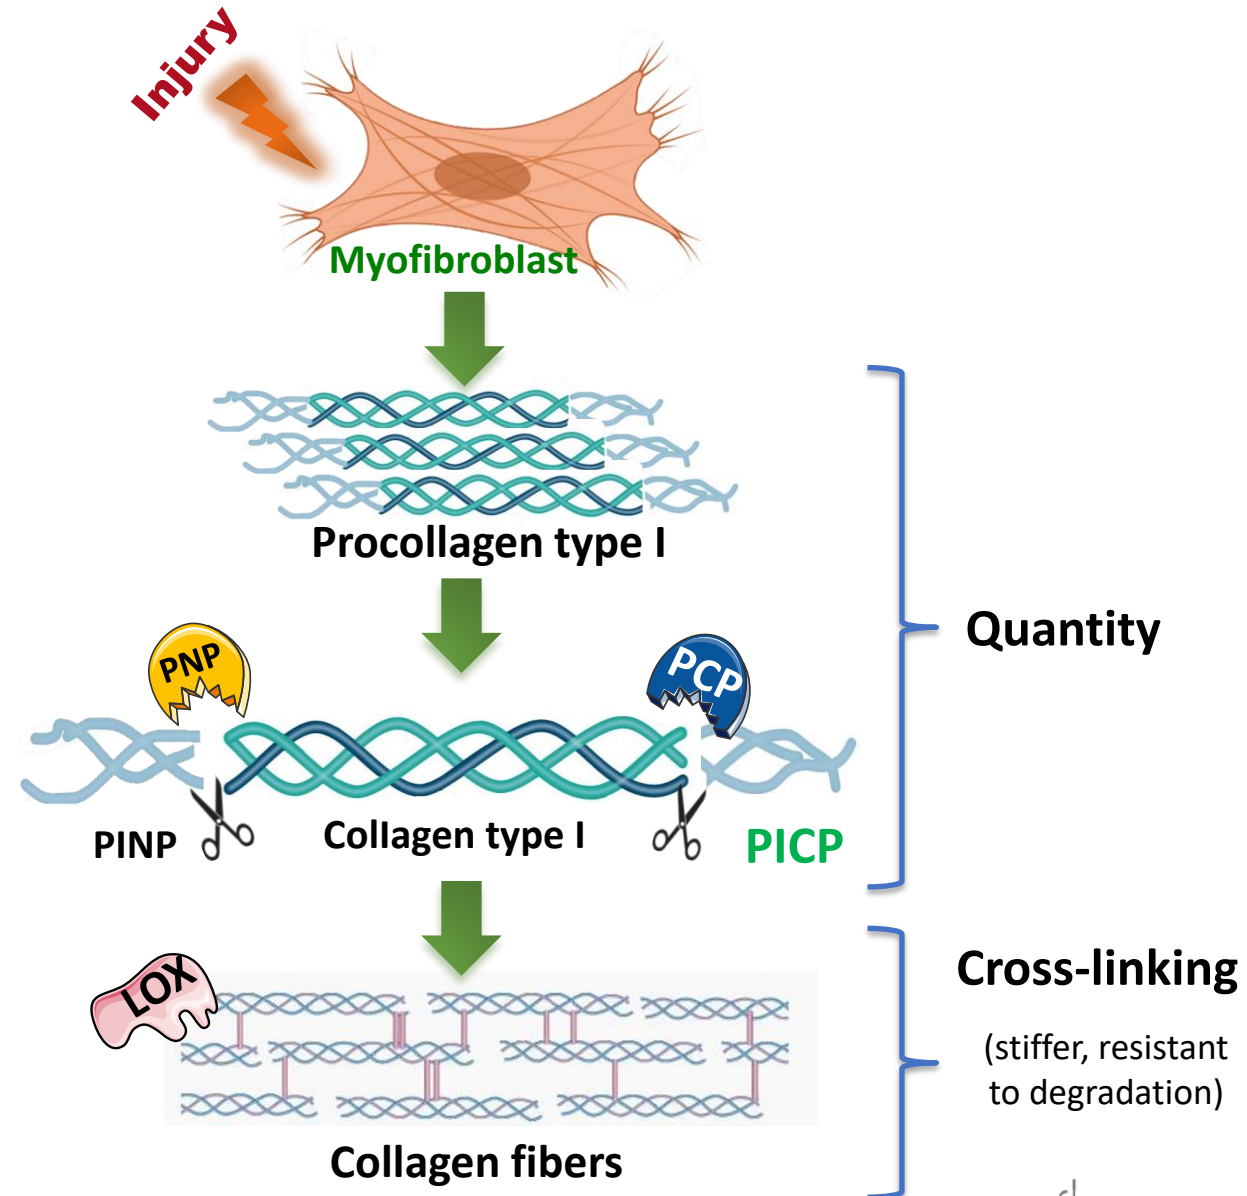 Injury
Myofibroblast
Procollagen type I
Quantity
PNP
PCP
PINP
Collagen type I
PICP
LOX
Cross-linking
(stiffer, resistant
to degradation)
Collagen fibers